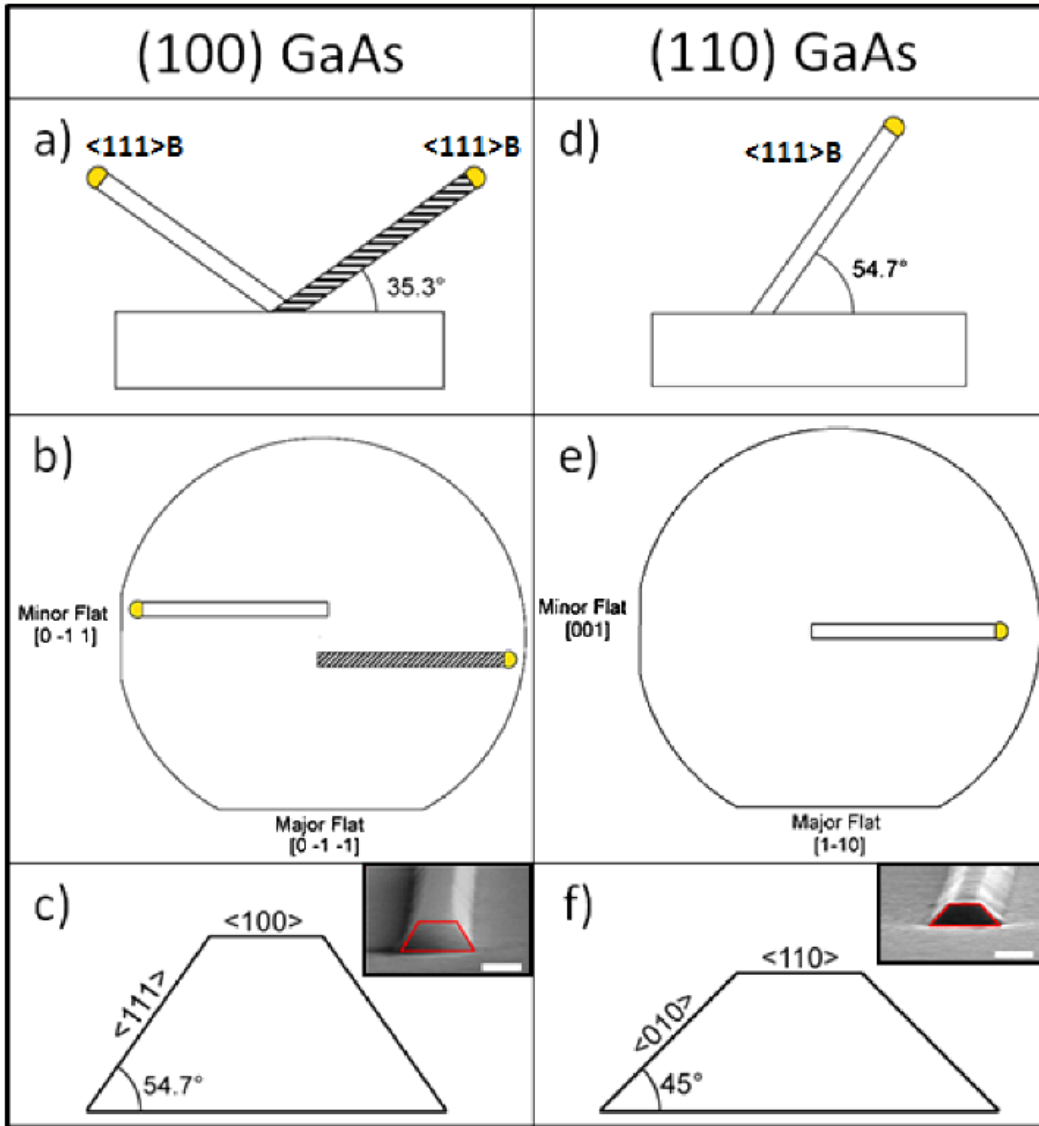 (100) GaAs
(110) GaAs
a)
<111>B
<111>B
35.3°
d)
<111>B
54.7°
b)
Minor Flat
[0 -1 1]
Major Flat
[0 -1 -1]
e)
Minor Flat
[001]
Major Flat
[1-10]
c)
<100>
<111>
54.7°
f)
<110>
<010>
45°